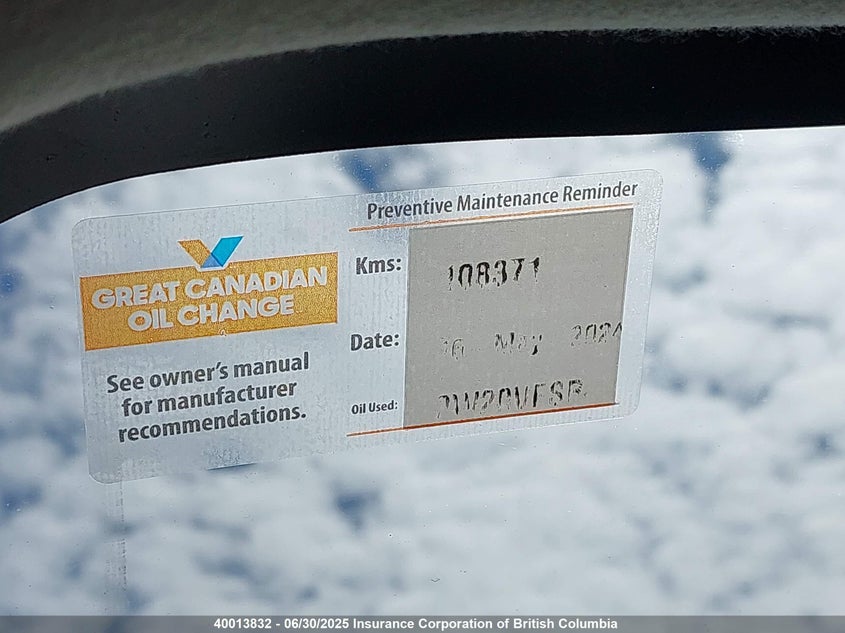 Preventive Maintenance Reminder
GREAT CANADIAN
OIL CHANGE
See owner's manual
for manufacturer
recommendations.
Kms: 108371
Date: May 2024
Oil Used:
40013832 - 06/30/2025 Insurance Corporation of British Columbia